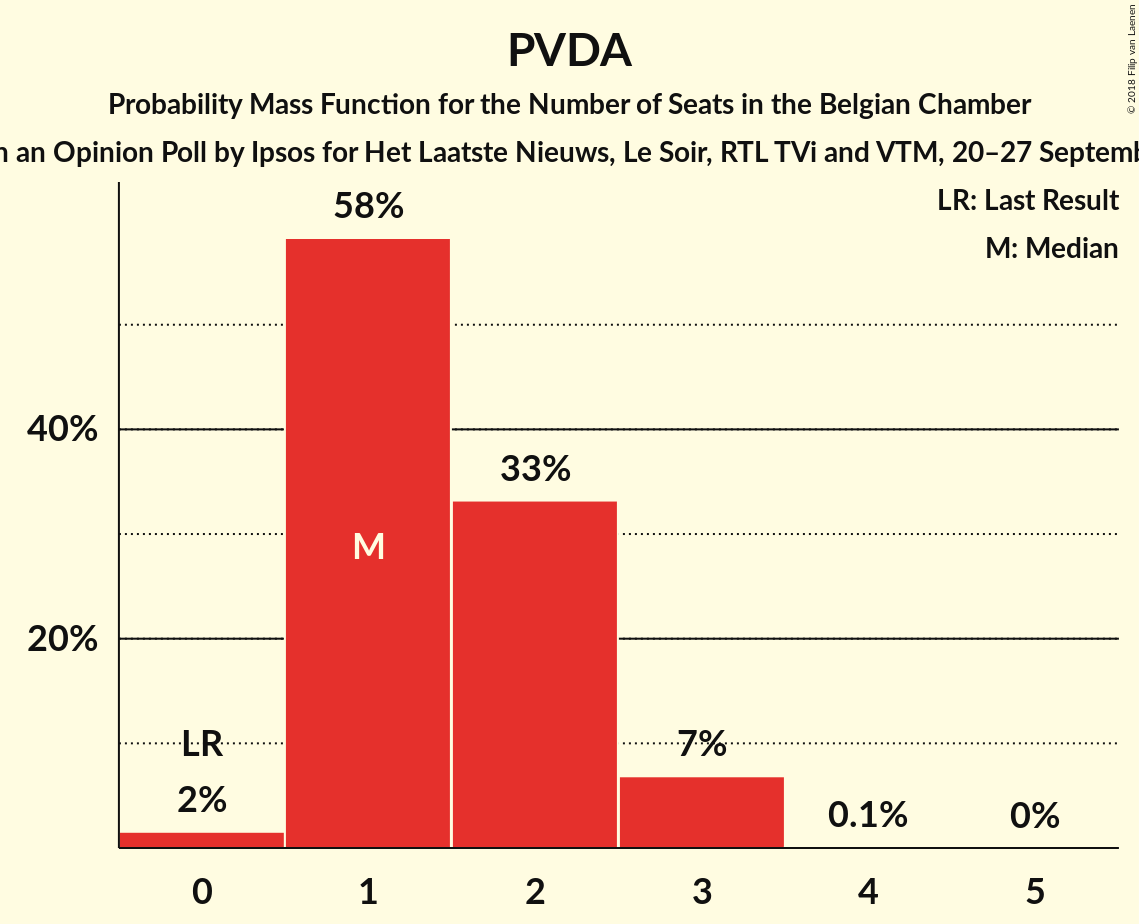 PVDA
Probability Mass Function for the Number of Seats in the Belgian Chamber
an Opinion Poll by Ipsos for Het Laatste Nieuws, Le Soir, RTL TVi and VTM, 20–27
LR: Last Result
M: Median
58%
40%
33%
M
20%
LR
7%
2%
0.1%
0%
0 1 2 3 4 5
© 2018 Filip van Laenen